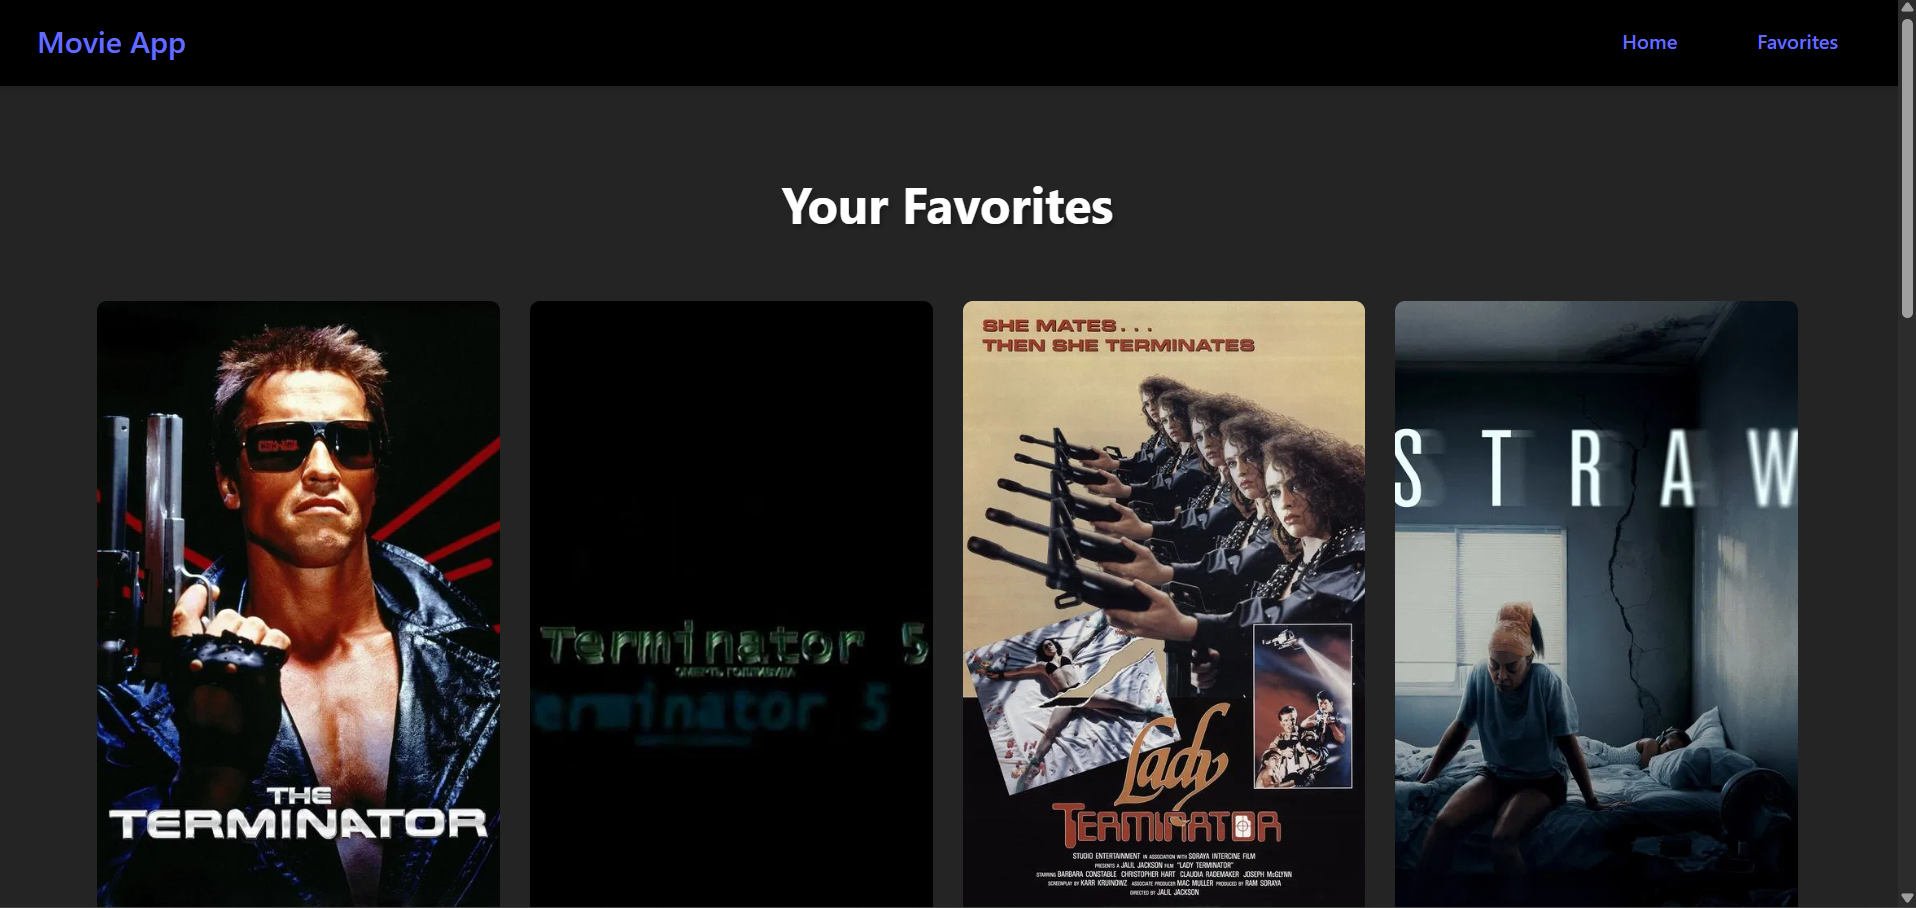 Movie App
Home
Favorites
Your Favorites
THE
TERMINATOR
Terminator 5
Terminator 5
SHE MATES . . .
THEN SHE TERMINATES
Lady
TERMINATOR
STUDIO ENTERTAINMENT IN ASSOCIATION WITH SORAYA INTERCINE FILM
PRESENTS A JALIL JACKSON FILM "LADY TERMINATOR"
STARRING BARBARA CONSTABLE CHRISTOPHER HART CLAUDIA RADEMAKER JOSEPH McGLYNN
SCREENPLAY BY KARR KRUINOWZ ASSOCIATE PRODUCER MAC MULLER PRODUCED BY RAM SORAYA
DIRECTED BY JALIL JACKSON
STRAW